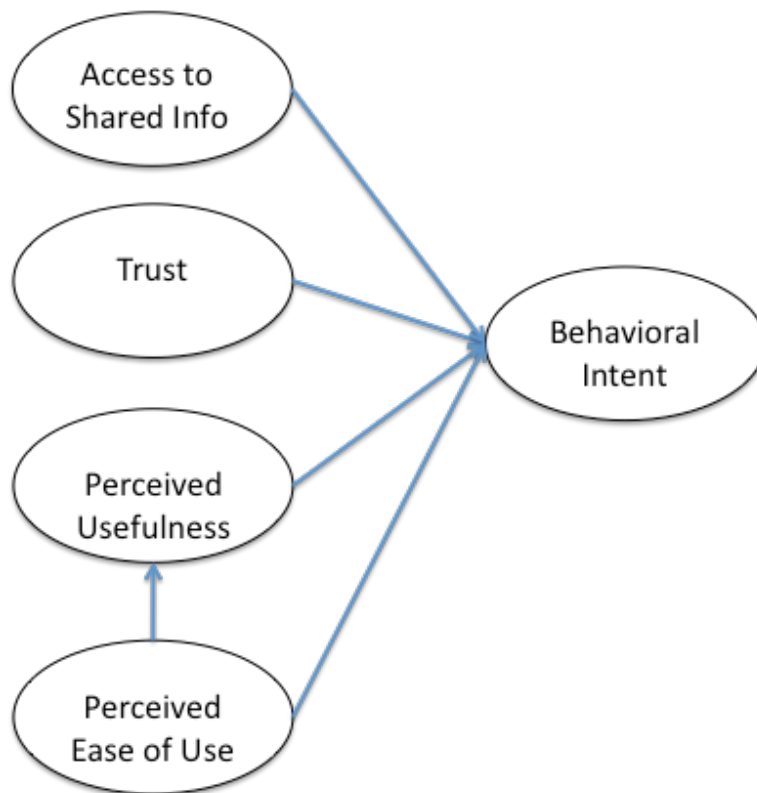 Access to
Shared Info
Trust
Behavioral
Intent
Perceived
Usefulness
Perceived
Ease of Use